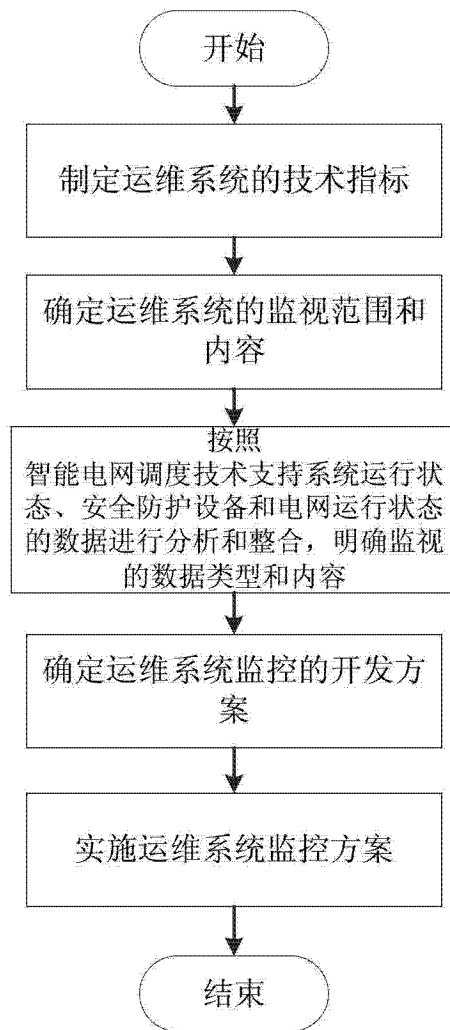 开始
制定运维系统的技术指标
确定运维系统的监视范围和
内容
按照
智能电网调度技术支持系统运行状
态、安全防护设备和电网运行状态
的数据进行分析和整合，明确监视
的数据类型和内容
确定运维系统监控的开发方
案
实施运维系统监控方案
结束